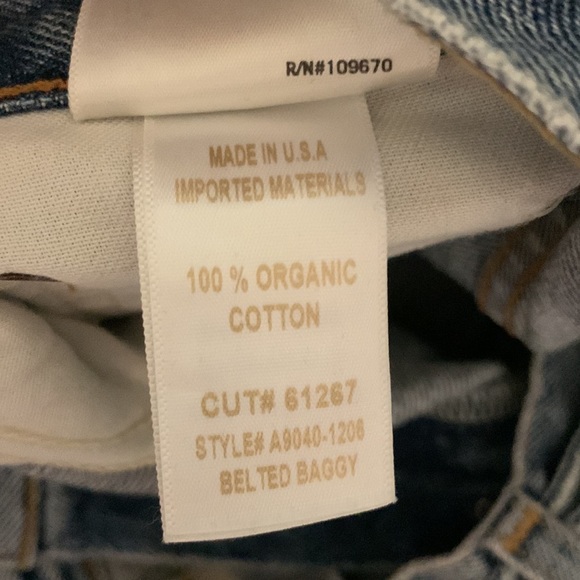 R/N#109670
MADE IN U.S.A
IMPORTED MATERIALS
100 % ORGANIC
COTTON
CUT# 61267
STYLE# A9040-1206
BELTED BAGGY